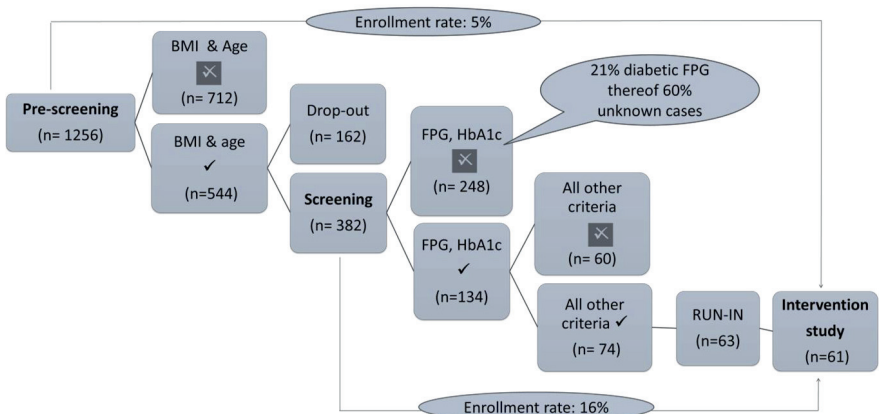 Enrollment rate: 5%
Pre-screening
(n= 1256)
BMI & Age
(n= 712)
BMI & age
✓
(n=544)
Drop-out
(n= 162)
Screening
(n= 382)
21% diabetic FPG
thereof 60%
unknown cases
FPG, HbA1c
(n= 248)
FPG, HbA1c
✓
(n=134)
All other
criteria
(n= 60)
All other
criteria ✓
(n= 74)
RUN-IN
(n=63)
Intervention
study
(n=61)
Enrollment rate: 16%